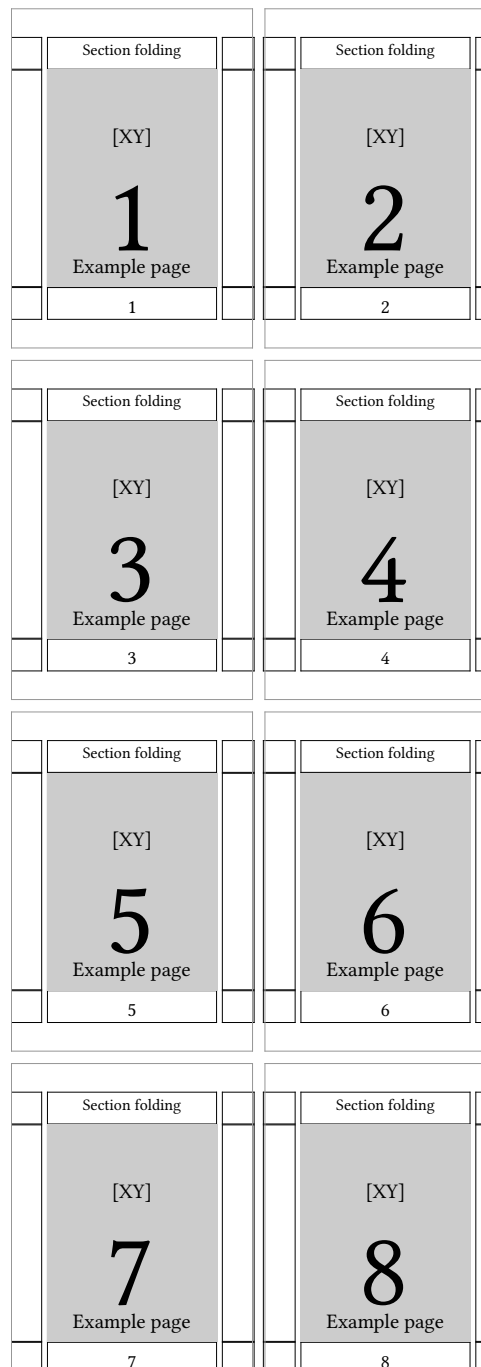 Section folding
[XY]
1
Example page
1
Section folding
[XY]
2
Example page
2
Section folding
[XY]
3
Example page
3
Section folding
[XY]
4
Example page
4
Section folding
[XY]
5
Example page
5
Section folding
[XY]
6
Example page
6
Section folding
[XY]
7
Example page
7
Section folding
[XY]
8
Example page
8